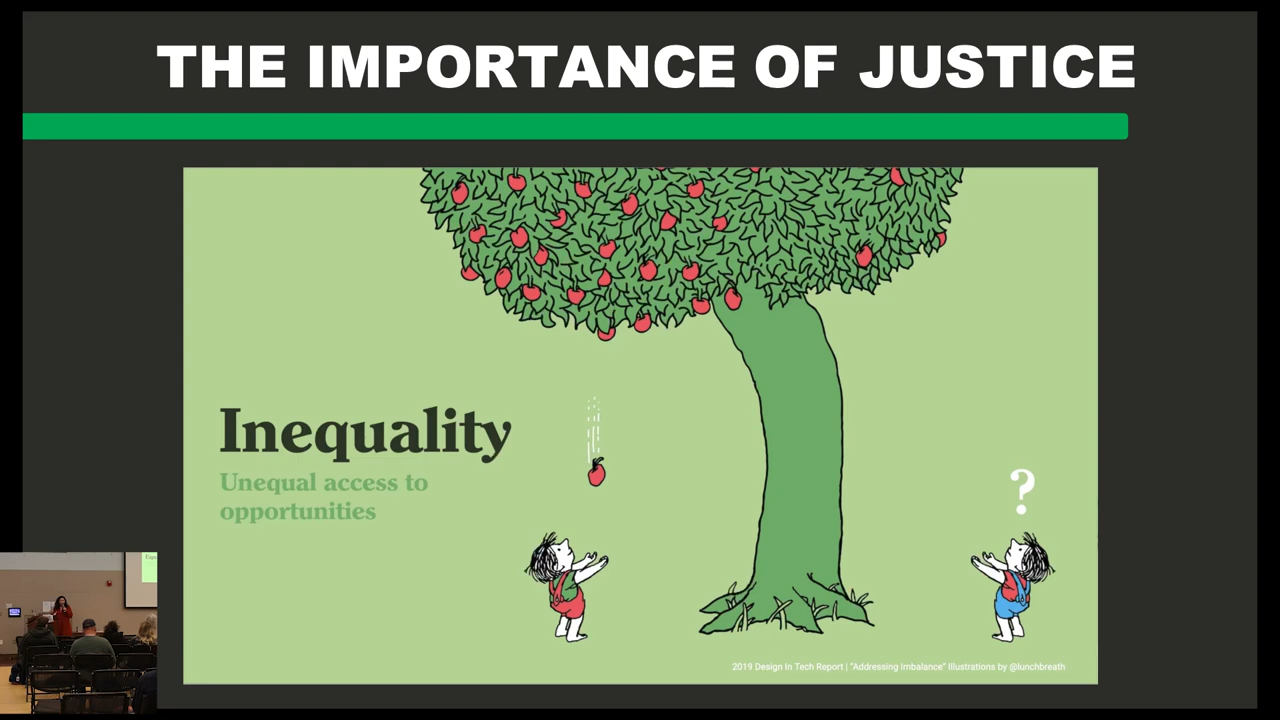 THE IMPORTANCE OF JUSTICE
Inequality
Unequal access to
opportunities
?
2019 Design In Tech Report | "Addressing Imbalance" Illustrations by @lunchbreath